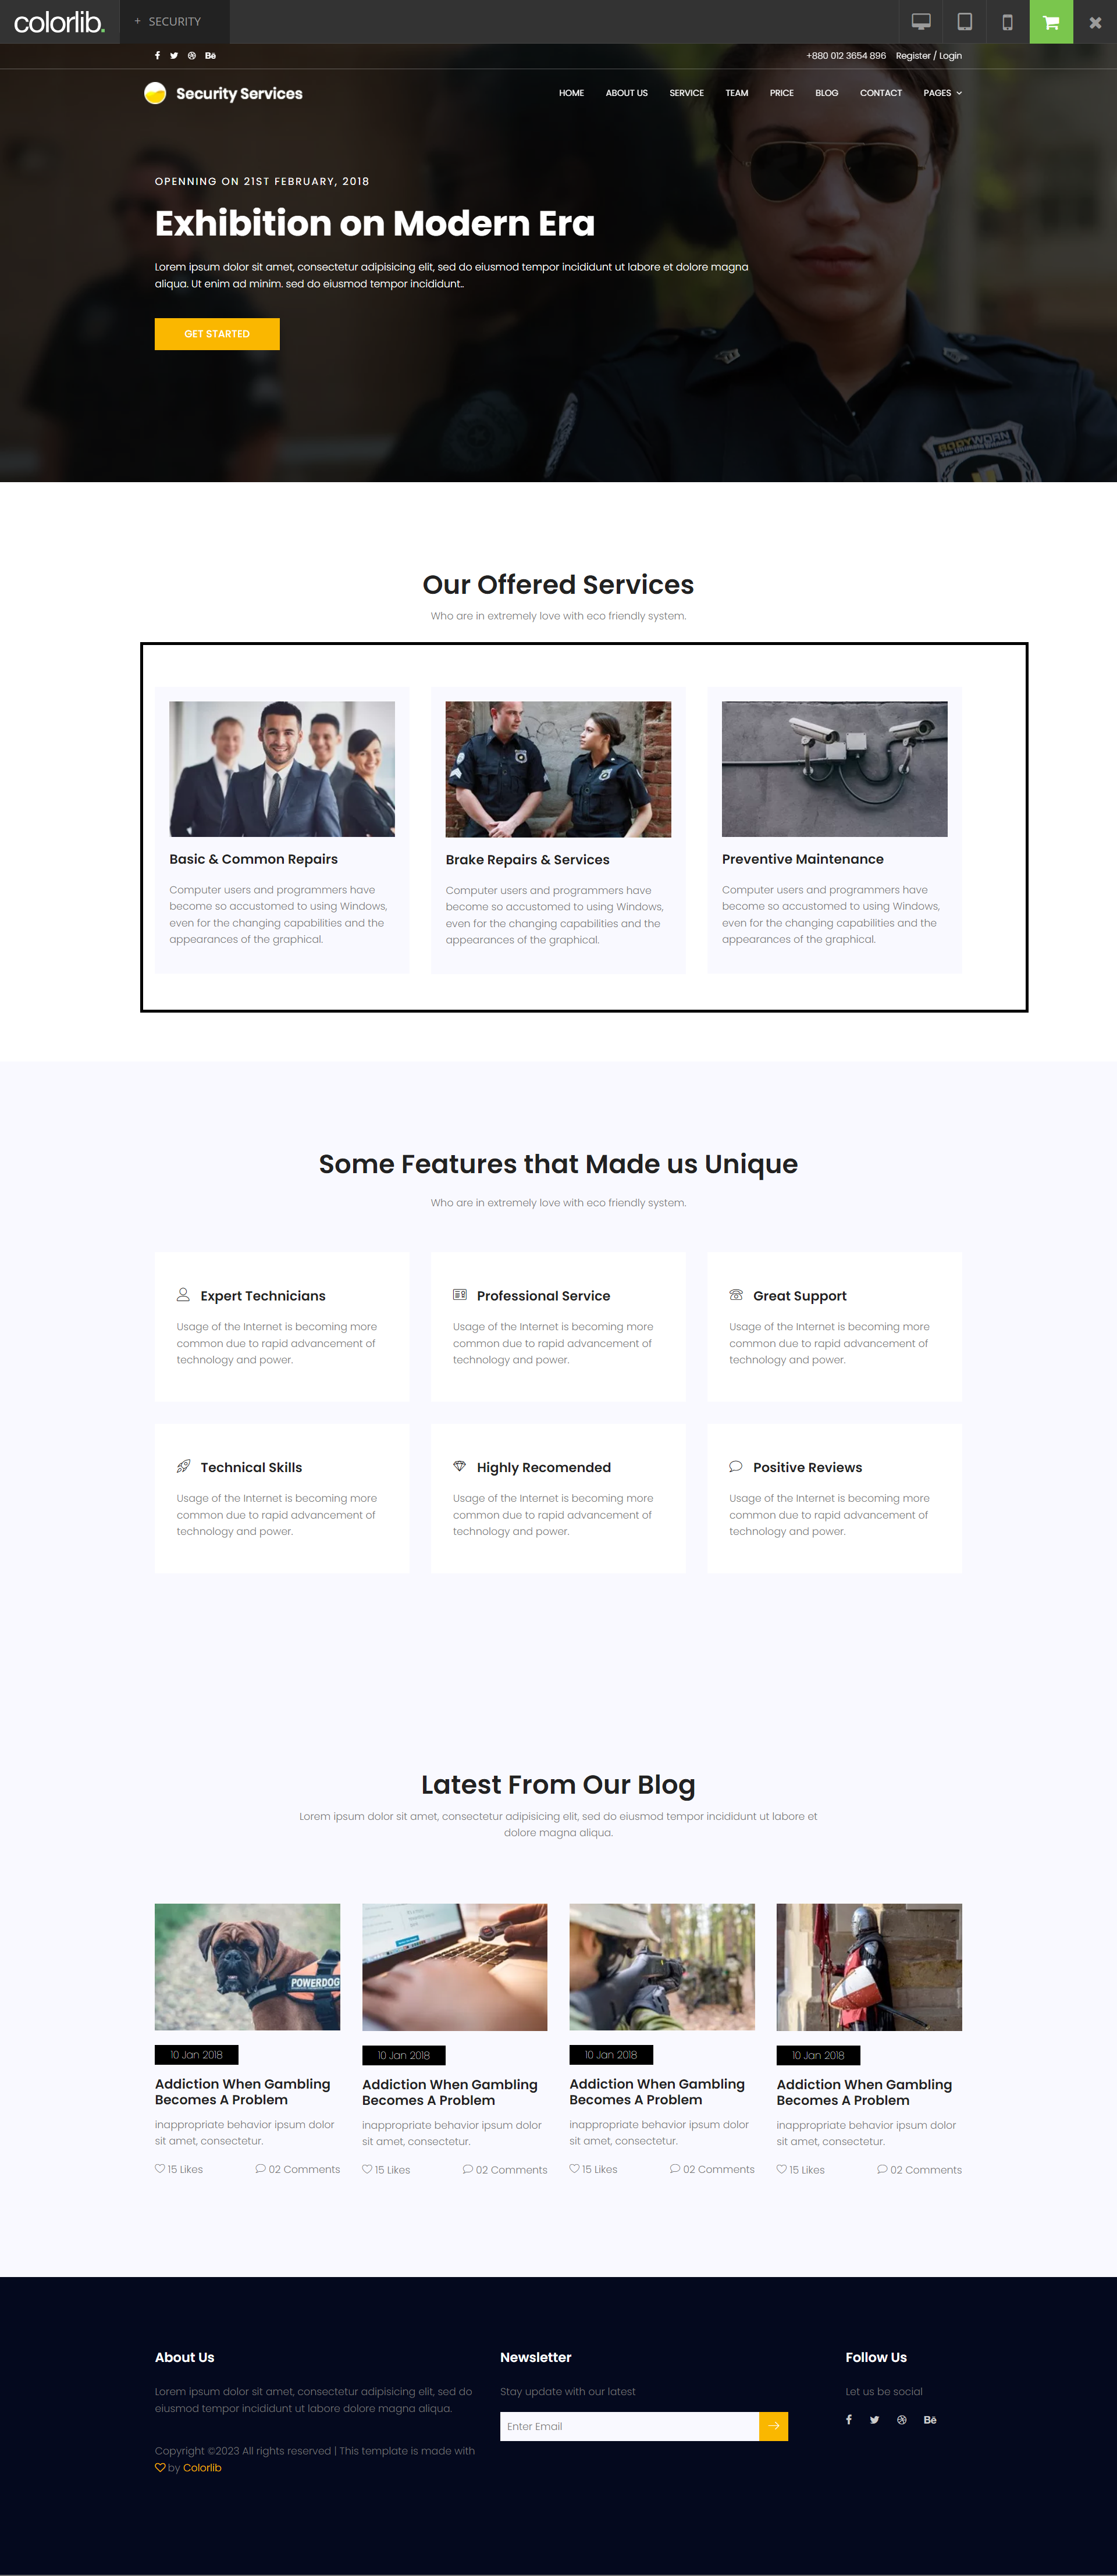 colorlib.
+ SECURITY
+880 012 3654 896 Register / Login
Security Services
HOME ABOUT US SERVICE TEAM PRICE BLOG CONTACT PAGES
OPENNING ON 21ST FEBRUARY, 2018
Exhibition on Modern Era
Lorem ipsum dolor sit amet, consectetur adipisicing elit, sed do eiusmod tempor incididunt ut labore et dolore magna
aliqua. Ut enim ad minim. sed do eiusmod tempor incididunt..
GET STARTED
BODYWORN
Our Offered Services
Who are in extremely love with eco friendly system.
Basic & Common Repairs
Computer users and programmers have
become so accustomed to using Windows,
even for the changing capabilities and the
appearances of the graphical.
Brake Repairs & Services
Computer users and programmers have
become so accustomed to using Windows,
even for the changing capabilities and the
appearances of the graphical.
Preventive Maintenance
Computer users and programmers have
become so accustomed to using Windows,
even for the changing capabilities and the
appearances of the graphical.
Some Features that Made us Unique
Who are in extremely love with eco friendly system.
Expert Technicians
Usage of the Internet is becoming more
common due to rapid advancement of
technology and power.
Professional Service
Usage of the Internet is becoming more
common due to rapid advancement of
technology and power.
Great Support
Usage of the Internet is becoming more
common due to rapid advancement of
technology and power.
Technical Skills
Usage of the Internet is becoming more
common due to rapid advancement of
technology and power.
Highly Recomended
Usage of the Internet is becoming more
common due to rapid advancement of
technology and power.
Positive Reviews
Usage of the Internet is becoming more
common due to rapid advancement of
technology and power.
Latest From Our Blog
Lorem ipsum dolor sit amet, consectetur adipisicing elit, sed do eiusmod tempor incididunt ut labore et
dolore magna aliqua.
POWERDOG
10 Jan 2018
Addiction When Gambling
Becomes A Problem
inappropriate behavior ipsum dolor
sit amet, consectetur.
15 Likes 02 Comments
10 Jan 2018
Addiction When Gambling
Becomes A Problem
inappropriate behavior ipsum dolor
sit amet, consectetur.
15 Likes 02 Comments
10 Jan 2018
Addiction When Gambling
Becomes A Problem
inappropriate behavior ipsum dolor
sit amet, consectetur.
15 Likes 02 Comments
10 Jan 2018
Addiction When Gambling
Becomes A Problem
inappropriate behavior ipsum dolor
sit amet, consectetur.
15 Likes 02 Comments
About Us
Lorem ipsum dolor sit amet, consectetur adipisicing elit, sed do
eiusmod tempor incididunt ut labore dolore magna aliqua.
Copyright ©2023 All rights reserved | This template is made with
by Colorlib
Newsletter
Stay update with our latest
Enter Email
Follow Us
Let us be social